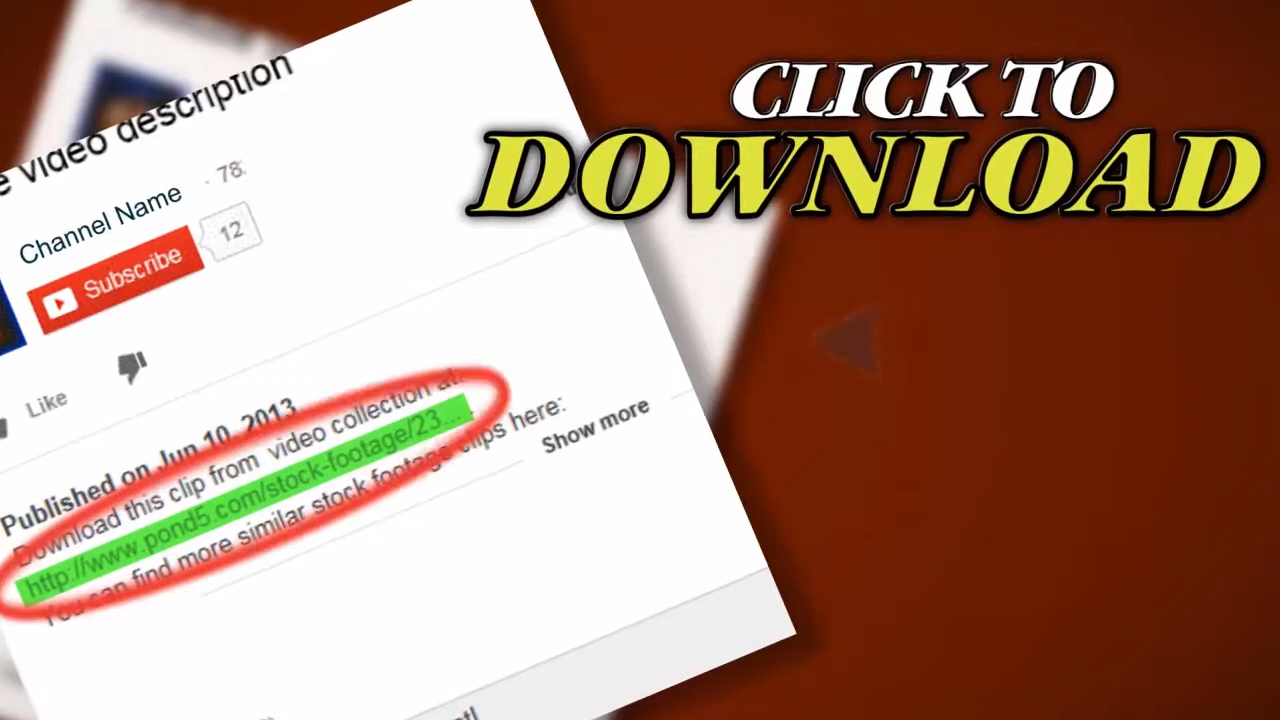 CLICK TO
DOWNLOAD
e video description
Channel Name · 78
Subscribe 12
Like
Published on Jun 10, 2013
Download this clip from video collection at:
http://www.pond5.com/stock-footage/23...
You can find more similar stock footage clips here:
Show more